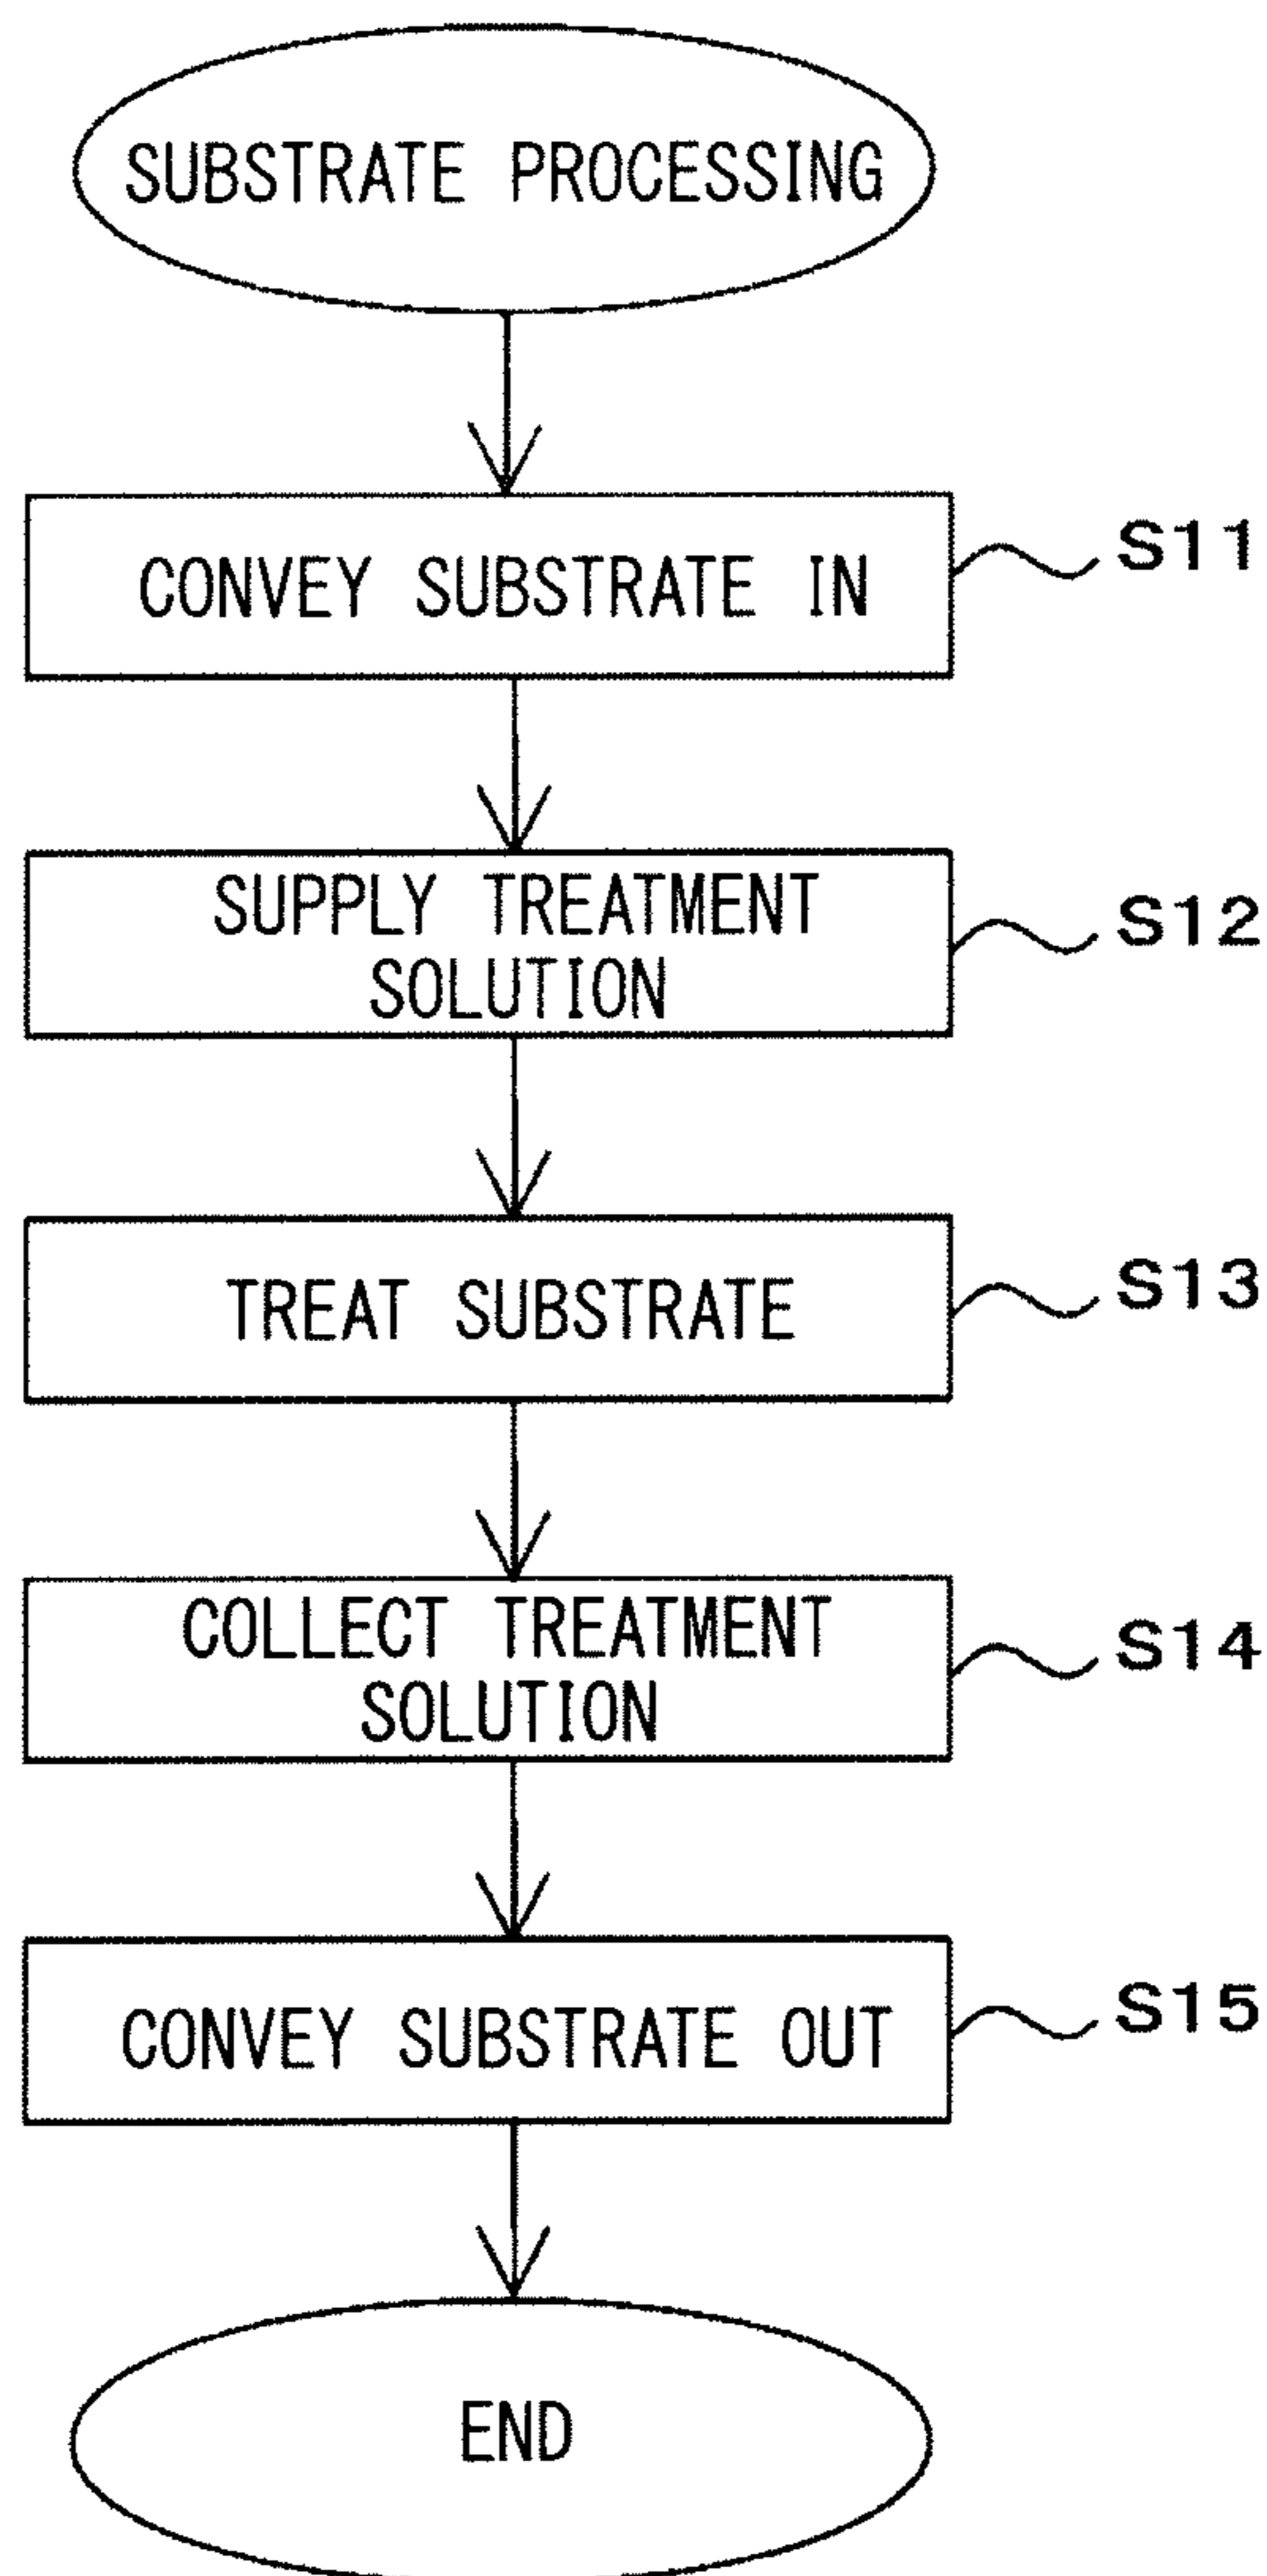 SUBSTRATE PROCESSING
CONVEY SUBSTRATE IN
S11
SUPPLY TREATMENT
SOLUTION
S12
TREAT SUBSTRATE
S13
COLLECT TREATMENT
SOLUTION
S14
CONVEY SUBSTRATE OUT
S15
END